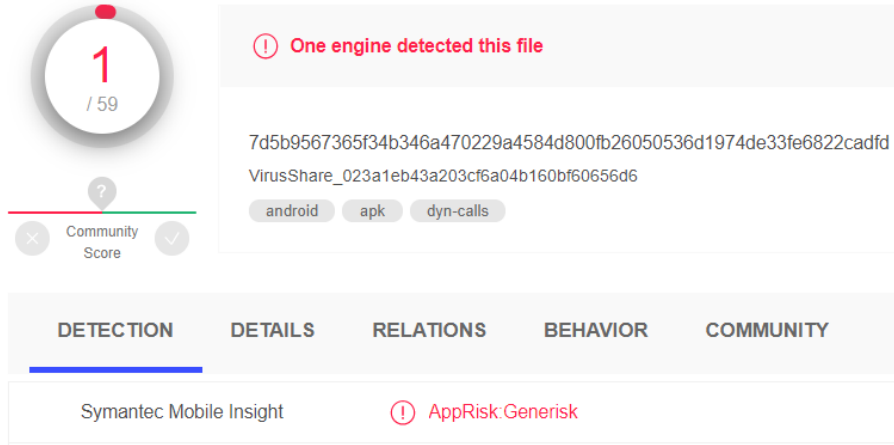 1
/ 59
One engine detected this file
7d5b9567365f34b346a470229a4584d800fb26050536d1974de33fe6822cadfd
VirusShare_023a1eb43a203cf6a04b160bf60656d6
android apk dyn-calls
?
Community
Score
DETECTION DETAILS RELATIONS BEHAVIOR COMMUNITY
Symantec Mobile Insight AppRisk:Generisk